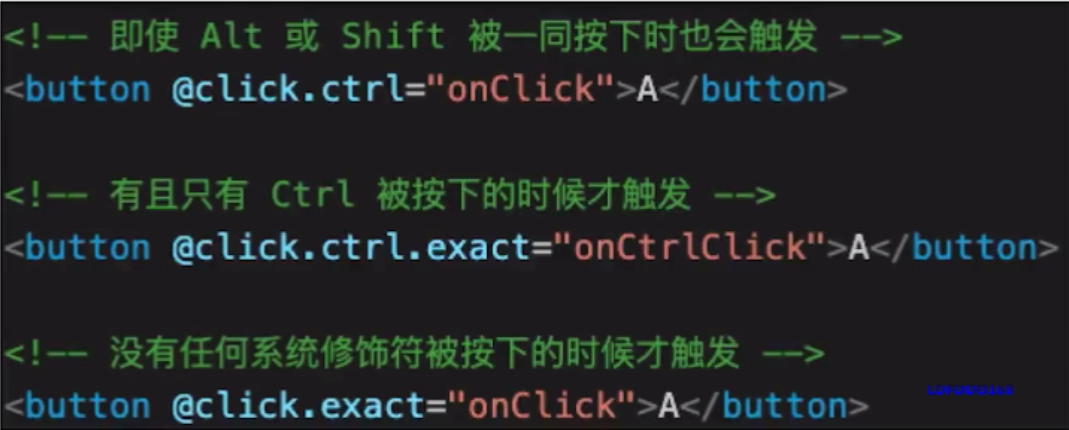 <!-- 即使 Alt 或 Shift 被一同按下时也会触发 -->
<button @click.ctrl="onClick">A</button>
<!-- 有且只有 Ctrl 被按下的时候才触发 -->
<button @click.ctrl.exact="onCtrlClick">A</button>
<!-- 没有任何系统修饰符被按下的时候才触发 -->
<button @click.exact="onClick">A</button>